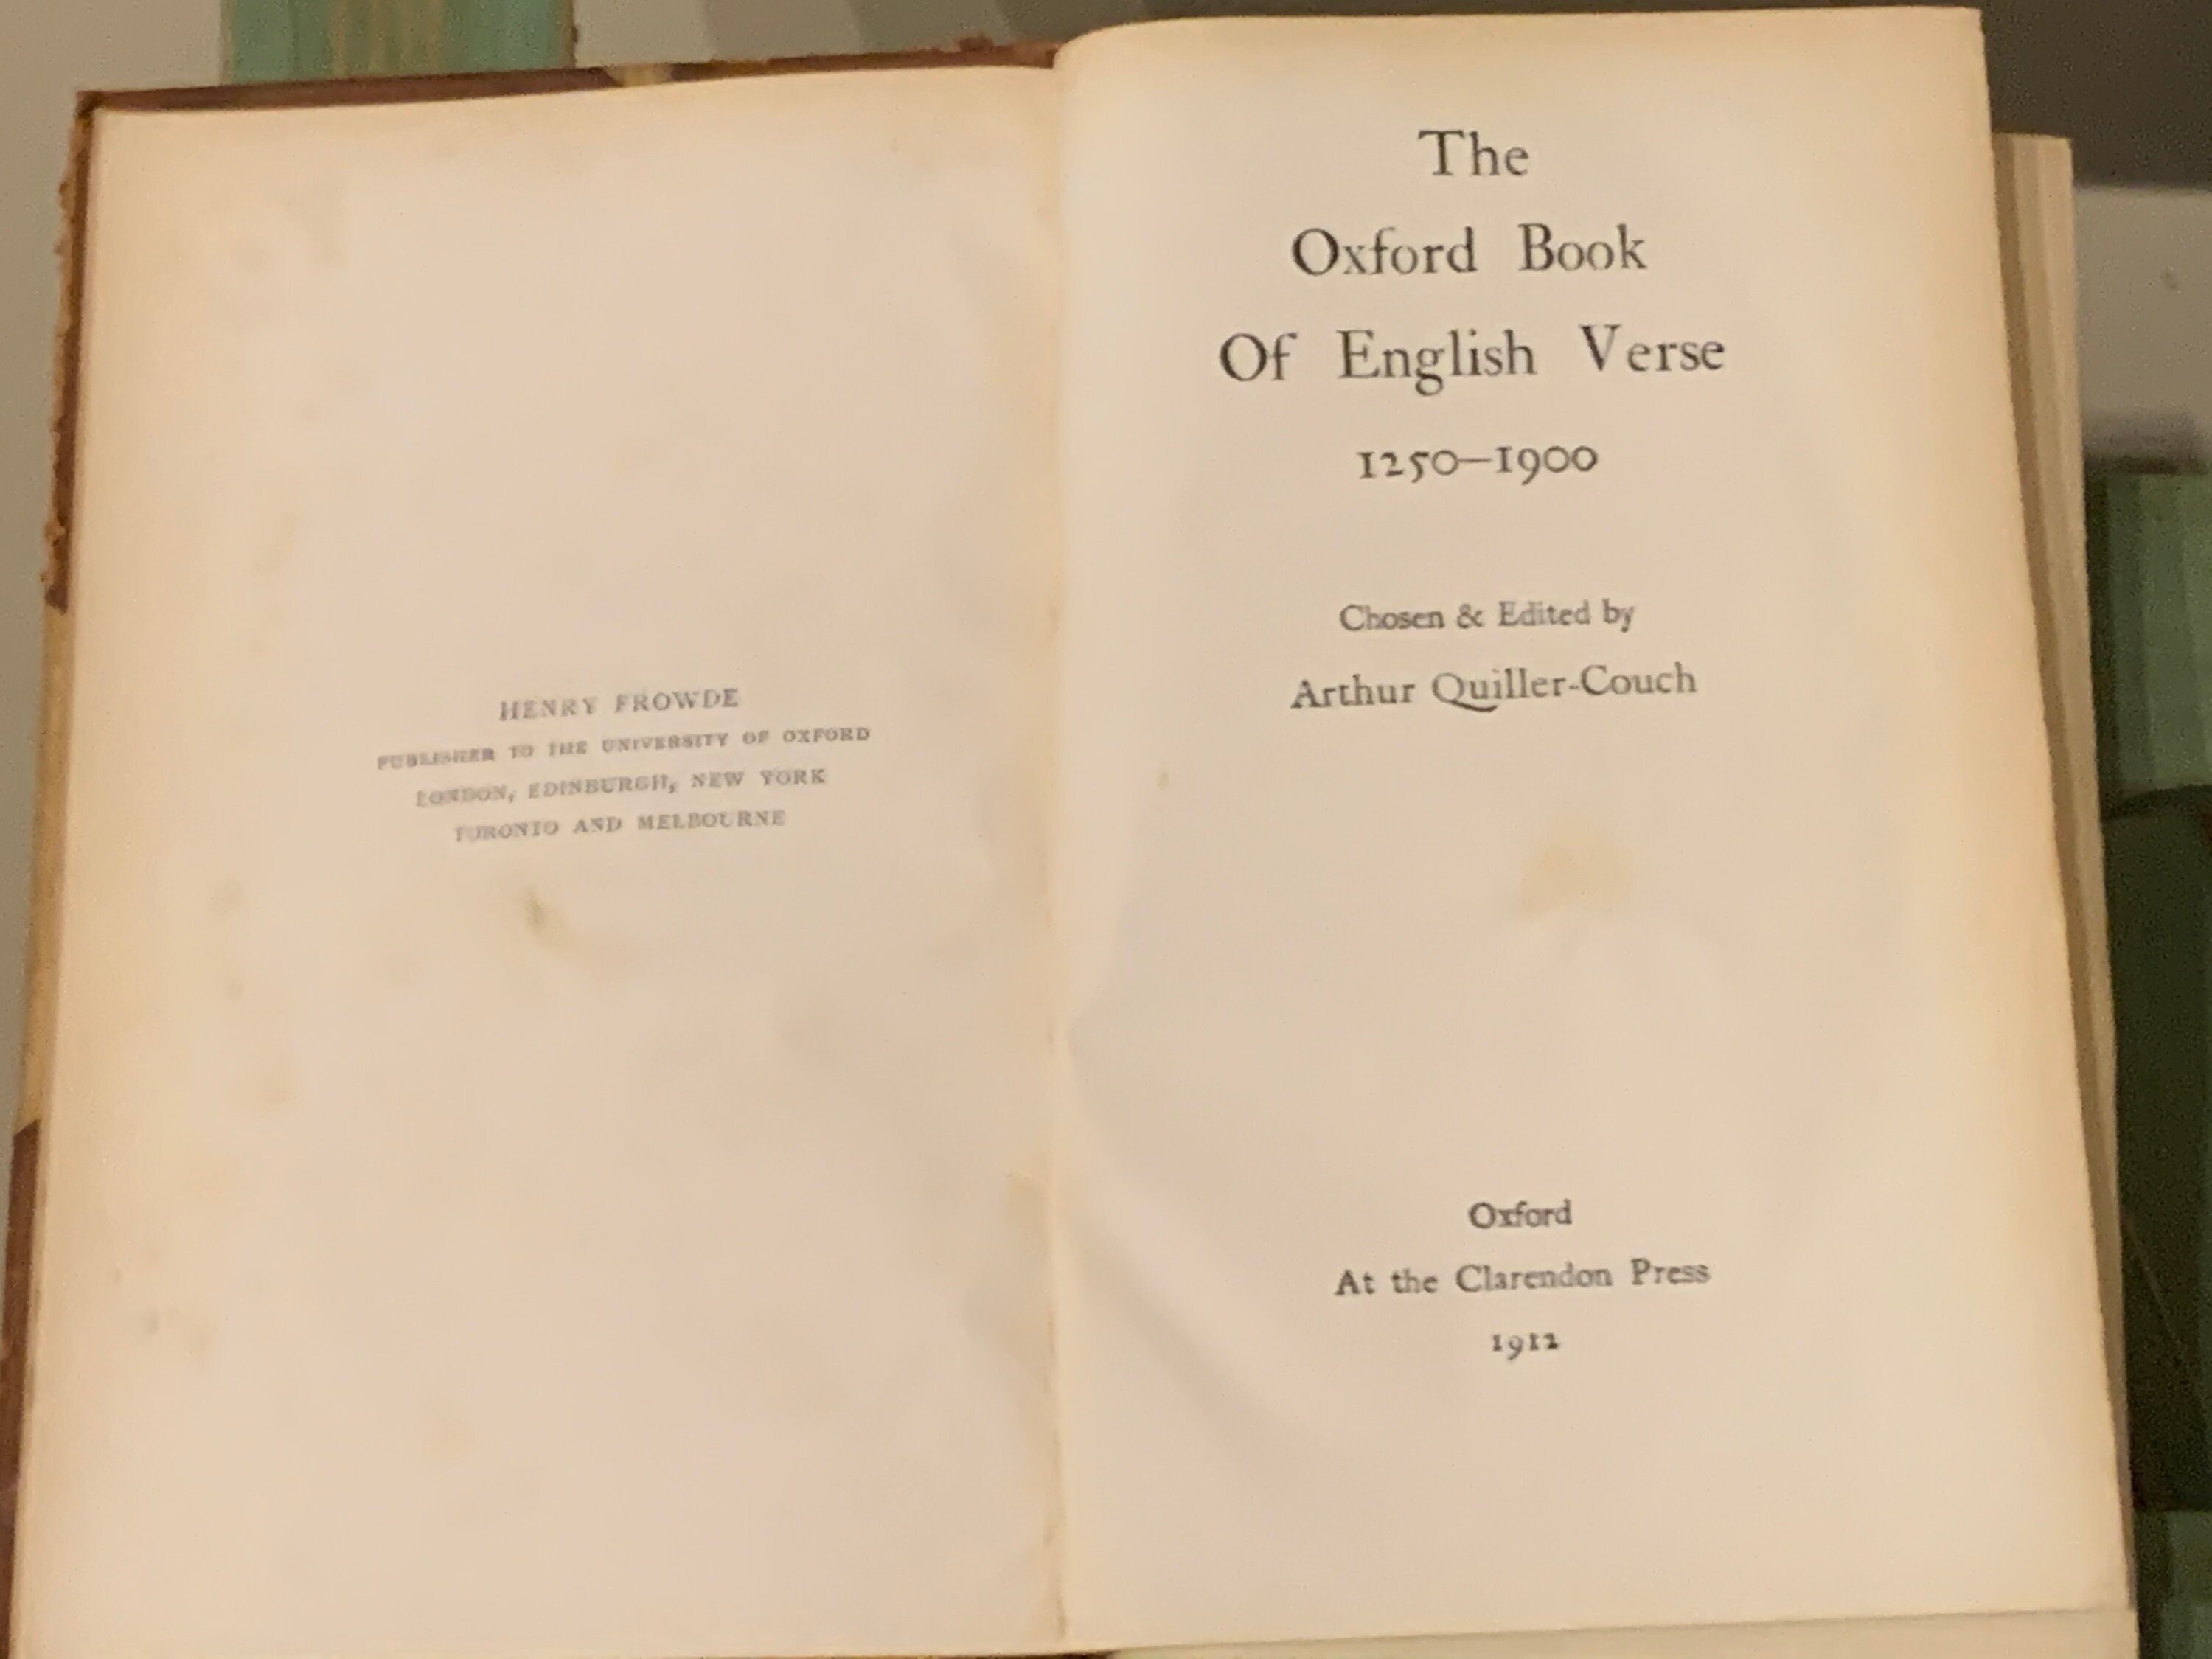 HENRY FROWDE
PUBLISHER TO THE UNIVERSITY OF OXFORD
LONDON, EDINBURGH, NEW YORK
TORONTO AND MELBOURNE
The
Oxford Book
Of English Verse
1250—1900
Chosen & Edited by
Arthur Quiller-Couch
Oxford
At the Clarendon Press
1912